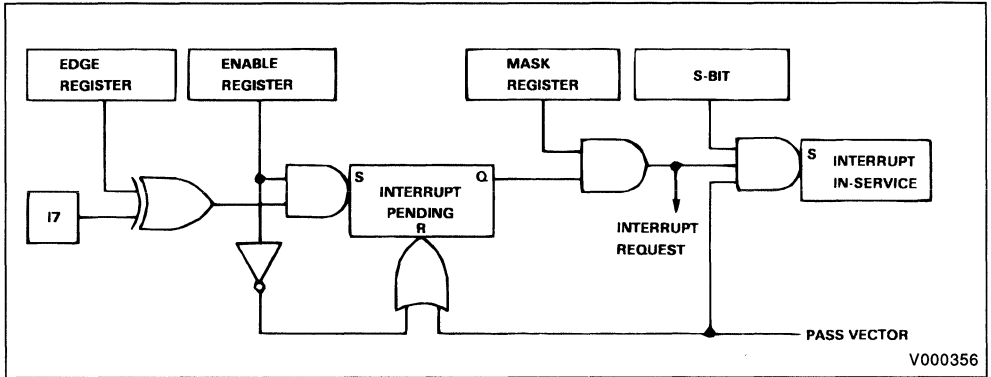 EDGE
REGISTER
ENABLE
REGISTER
MASK
REGISTER
S-BIT
I7
S
Q
INTERRUPT
PENDING
R
INTERRUPT
REQUEST
S
INTERRUPT
IN-SERVICE
PASS VECTOR
V000356